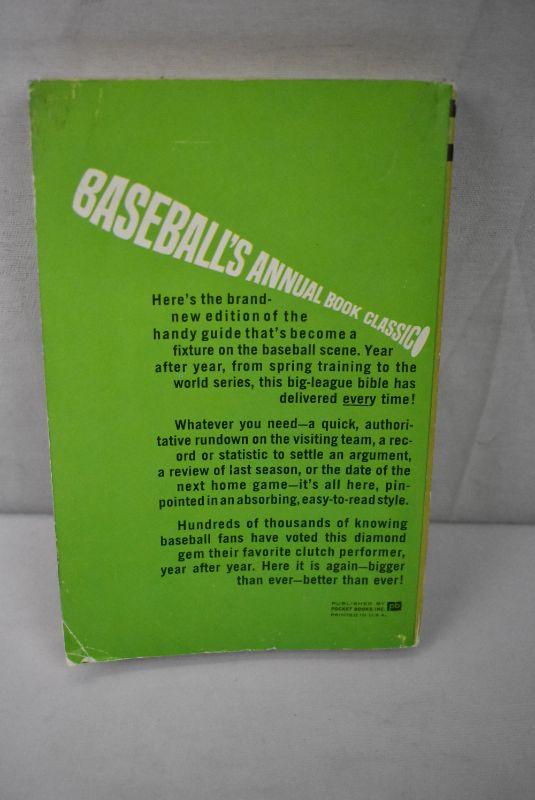 BASEBALL'S ANNUAL BOOK CLASSIC
Here's the brand-
new edition of the
handy guide that's become a
fixture on the baseball scene. Year
after year, from spring training to the
world series, this big-league bible has
delivered every time!
Whatever you need—a quick, authori-
tative rundown on the visiting team, a rec-
ord or statistic to settle an argument,
a review of last season, or the date of the
next home game—it's all here, pin-
pointed in an absorbing, easy-to-read style.
Hundreds of thousands of knowing
baseball fans have voted this diamond
gem their favorite clutch performer,
year after year. Here it is again—bigger
than ever—better than ever!
PUBLISHED BY
POCKET BOOKS, INC. pb
PRINTED IN U.S.A.